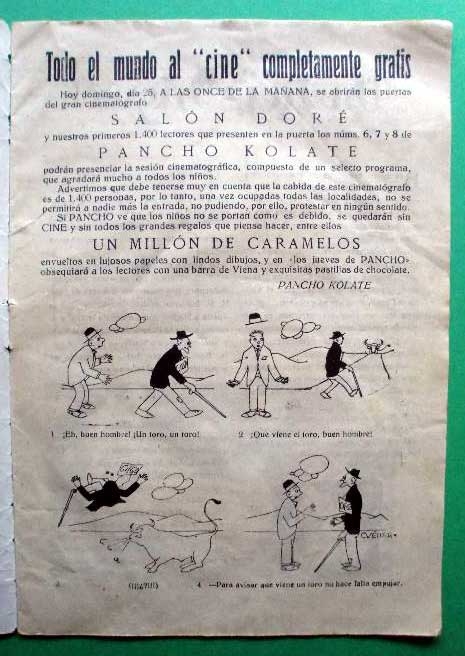 Todo el mundo al "cine" completamente gratis
Hoy domingo, dia 25, A LAS ONCE DE LA MAÑANA, se abrirán las puertas
del gran cinematógrafo
SALÓN DORÉ
y nuestros primeros 1.400 lectores que presenten en la puerta los núms. 6, 7 y 8 de
PANCHO KOLATE
podrán presenciar la sesión cinematográfica, compuesto de un selecto programa,
que agradará mucho a todos los niños.
Advertimos que debe tenerse muy en cuenta que la cabida de este cinematógrafo
es de 1.400 personas, por lo tanto, una vez ocupadas todas las localidades, no se
permitirá a nadie más la entrada, no pudiendo, por ello, protestar en ningún sentido.
Si PANCHO ve que los niños no se portan como es debido, se quedarán sin
CINE y sin todos los grandes regalos que piensa hacer, entre ellos
UN MILLÓN DE CARAMELOS
envueltos en lujosos papeles con lindos dibujos, y en «los jueves de PANCHO»
obsequiará a los lectores con una barra de Viena y exquisitas pastillas de chocolate.
PANCHO KOLATE
1 ¡Eh, buen hombre! ¡Un toro, un toro!
2 ¡Que viene el toro, buen hombre!
3 
4 —Para avisar que viene un toro no hace falta empujar.